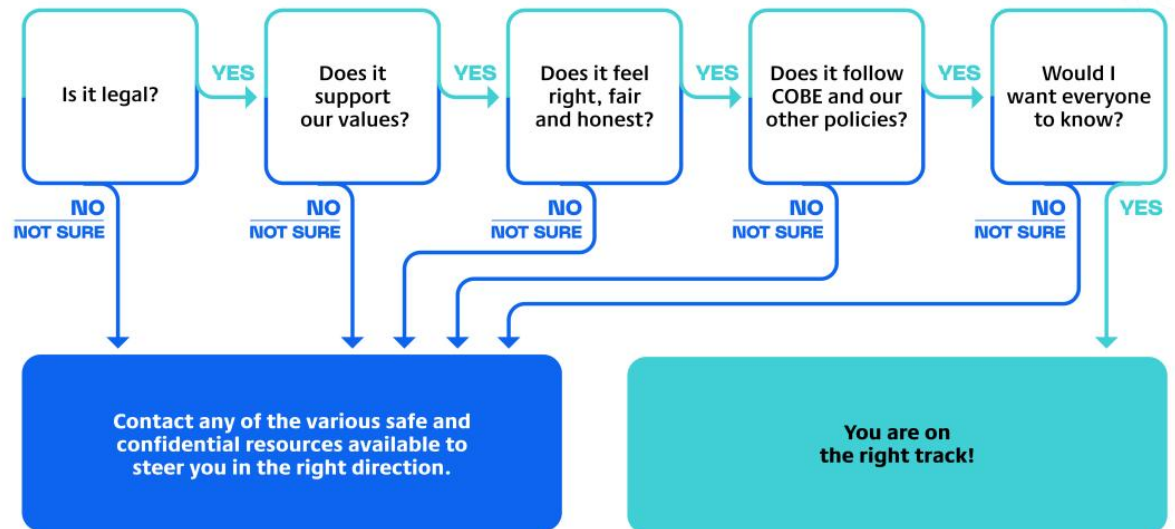 Is it legal?
YES
Does it
support
our values?
YES
Does it feel
right, fair
and honest?
YES
Does it follow
COBE and our
other policies?
YES
Would I
want everyone
to know?
NO
NOT SURE
NO
NOT SURE
NO
NOT SURE
NO
NOT SURE
NO
NOT SURE
YES
Contact any of the various safe and
confidential resources available to
steer you in the right direction.
You are on
the right track!